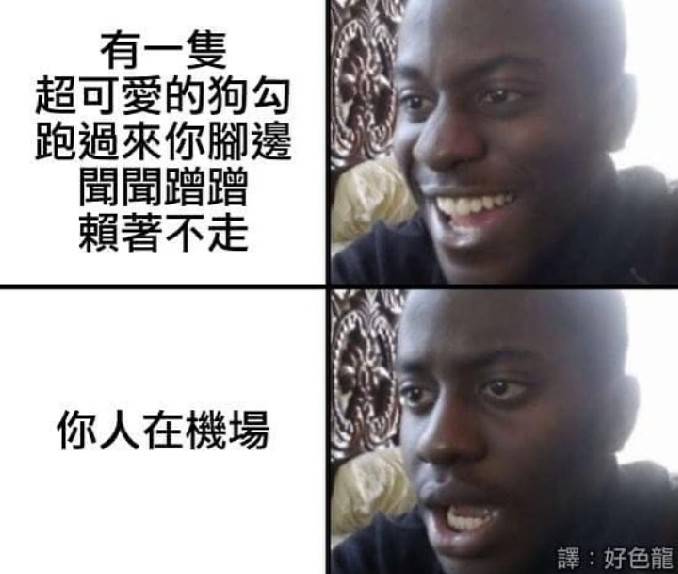 有一隻
超可愛的狗勾
跑過來你腳邊
聞聞蹭蹭
賴著不走
你人在機場
譯：好色龍